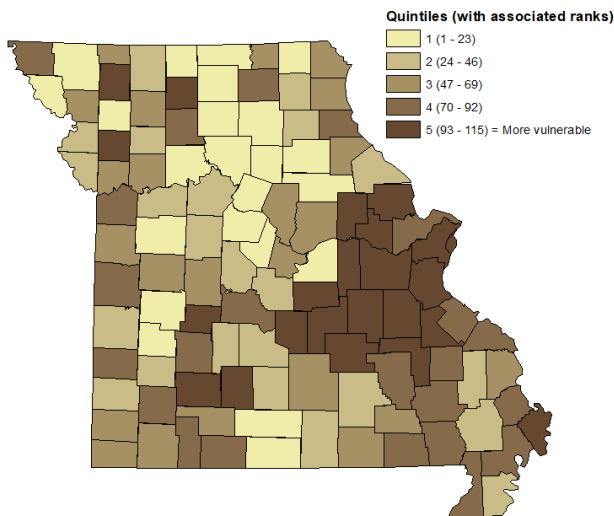 Quintiles (with associated ranks)
1 (1 - 23)
2 (24 - 46)
3 (47 - 69)
4 (70 - 92)
5 (93 - 115) = More vulnerable